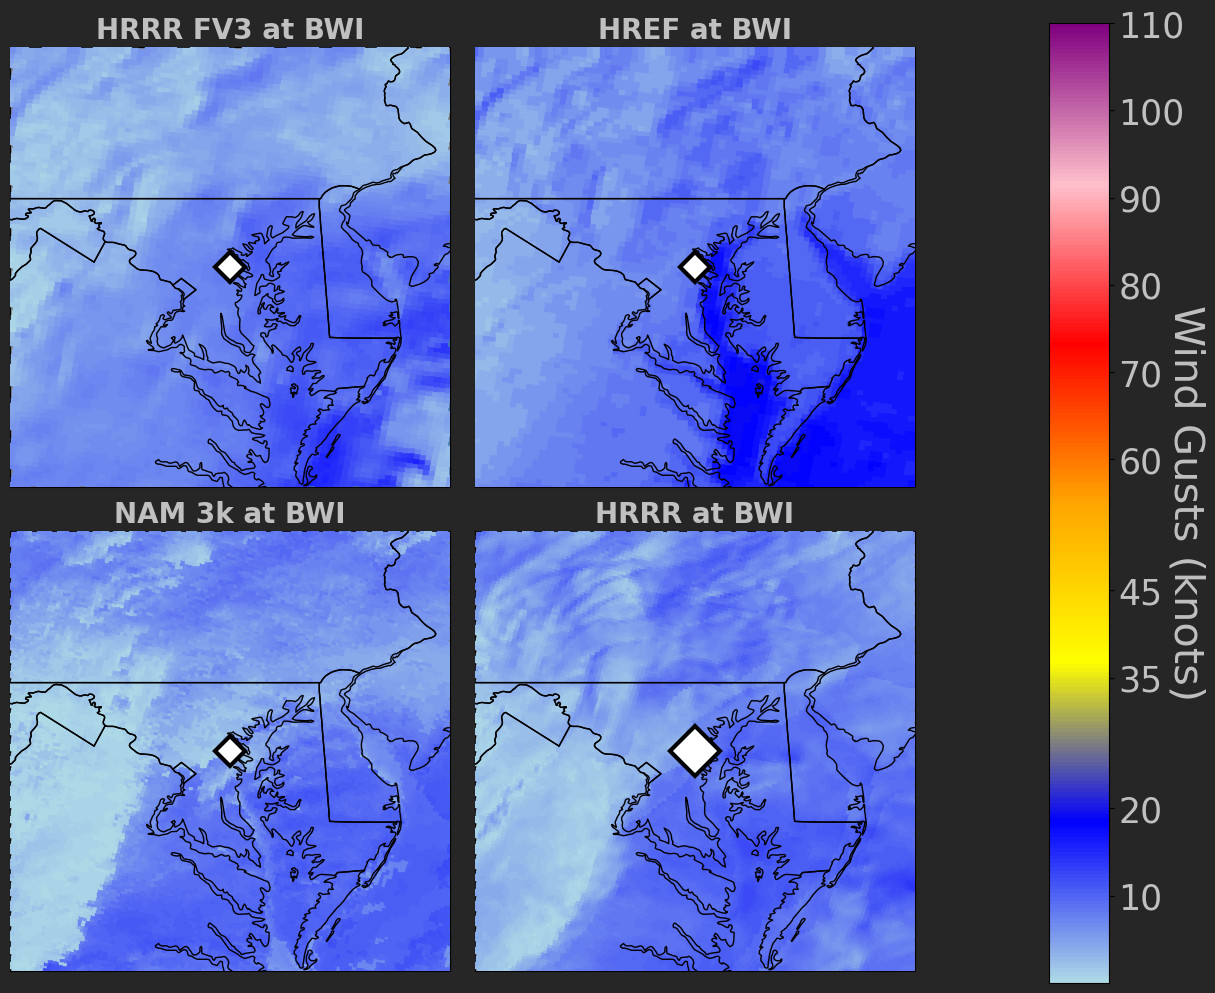 HRRR FV3 at BWI
HREF at BWI
NAM 3k at BWI
HRRR at BWI
110
100
90
80
70
60
45
35
20
10
Wind Gusts (knots)